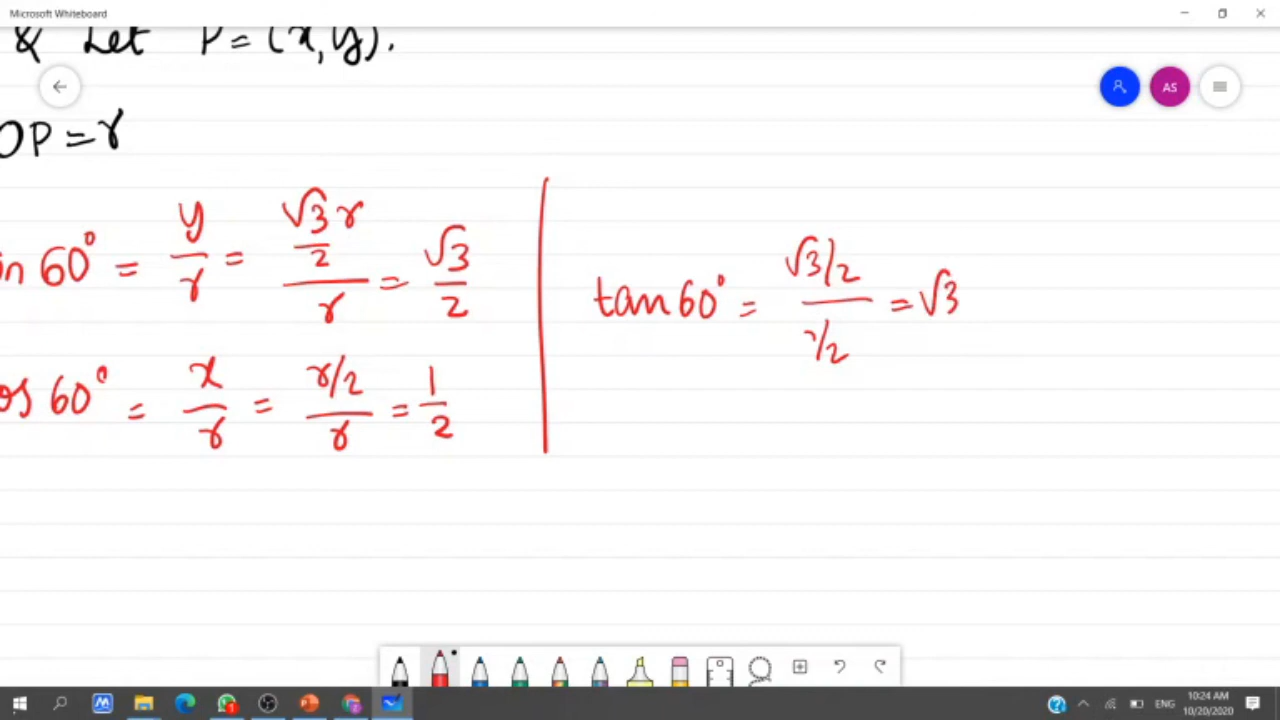 Microsoft Whiteboard
& Let P = (x, y).
AS
OP = r
in 60° = y/r = (√3 r/2)/r = √3/2
os 60° = x/r = (r/2)/r = 1/2
tan 60° = (√3/2)/(1/2) = √3
ENG
10:24 AM
10/20/2020